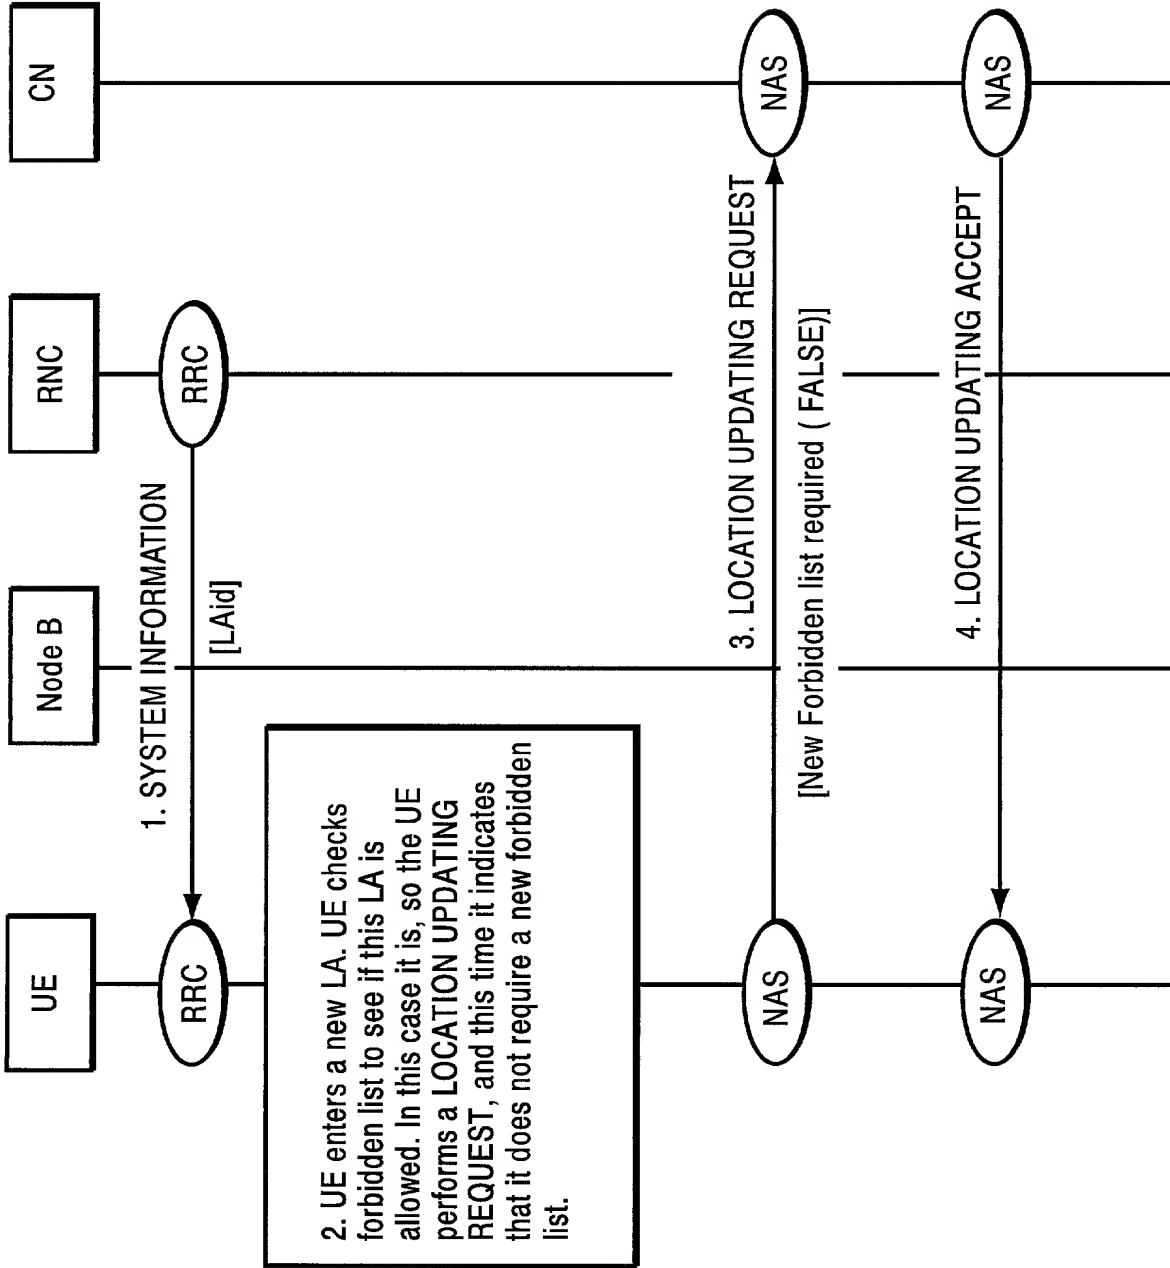 UE
Node B
RNC
CN
1. SYSTEM INFORMATION
RRC
RRC
[LAid]
2. UE enters a new LA. UE checks
forbidden list to see if this LA is
allowed. In this case it is, so the UE
performs a LOCATION UPDATING
REQUEST, and this time it indicates
that it does not require a new forbidden
list.
3. LOCATION UPDATING REQUEST
NAS
NAS
[New Forbidden list required ( FALSE)]
4. LOCATION UPDATING ACCEPT
NAS
NAS